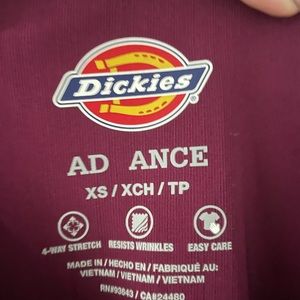 Dickies
AD ANCE
XS / XCH / TP
4-WAY STRETCH RESISTS WRINKLES EASY CARE
MADE IN / HECHO EN / FABRIQUÉ AU:
VIETNAM / VIETNAM / VIETNAM
RN#93643 / CA#24480